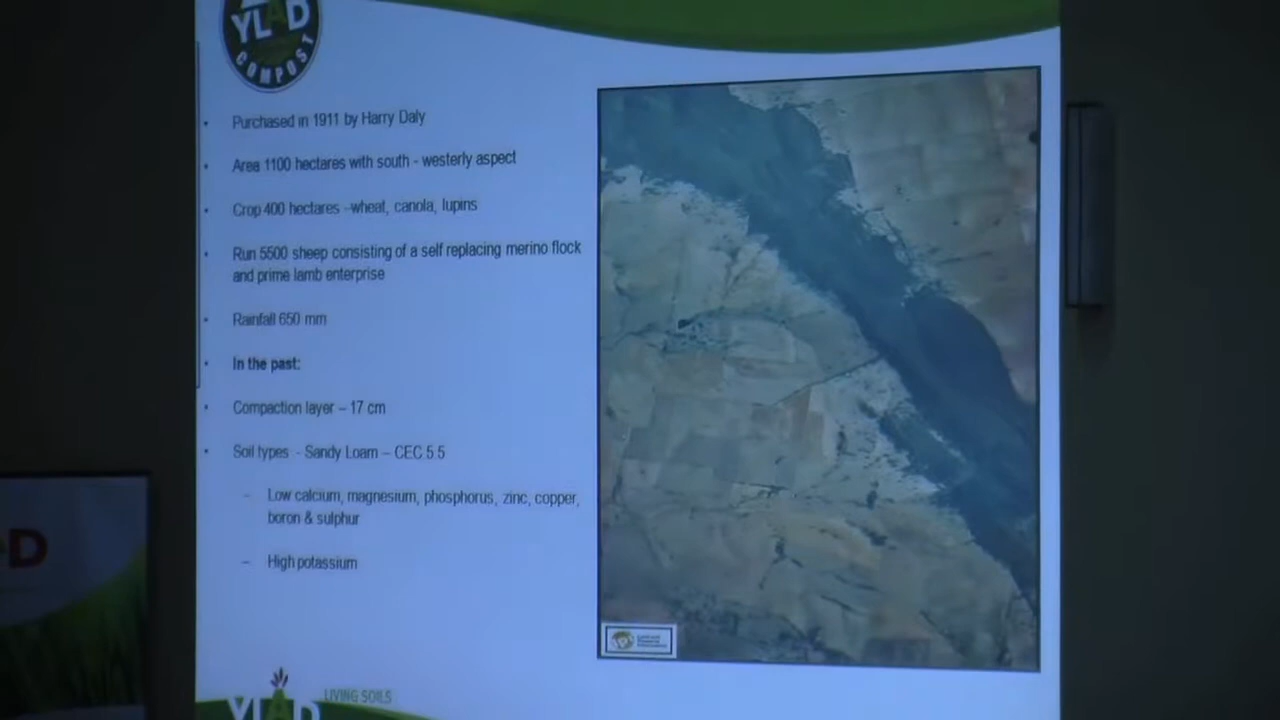 YLAD
COMPOST
Purchased in 1911 by Harry Daly
Area 1100 hectares with south - westerly aspect
Crop 400 hectares -wheat, canola, lupins
Run 5500 sheep consisting of a self replacing merino flock
and prime lamb enterprise
Rainfall 650 mm
In the past:
Compaction layer – 17 cm
Soil types - Sandy Loam – CEC 5.5
– Low calcium, magnesium, phosphorus, zinc, copper,
boron & sulphur
– High potassium
YLAD
LIVING SOILS
D